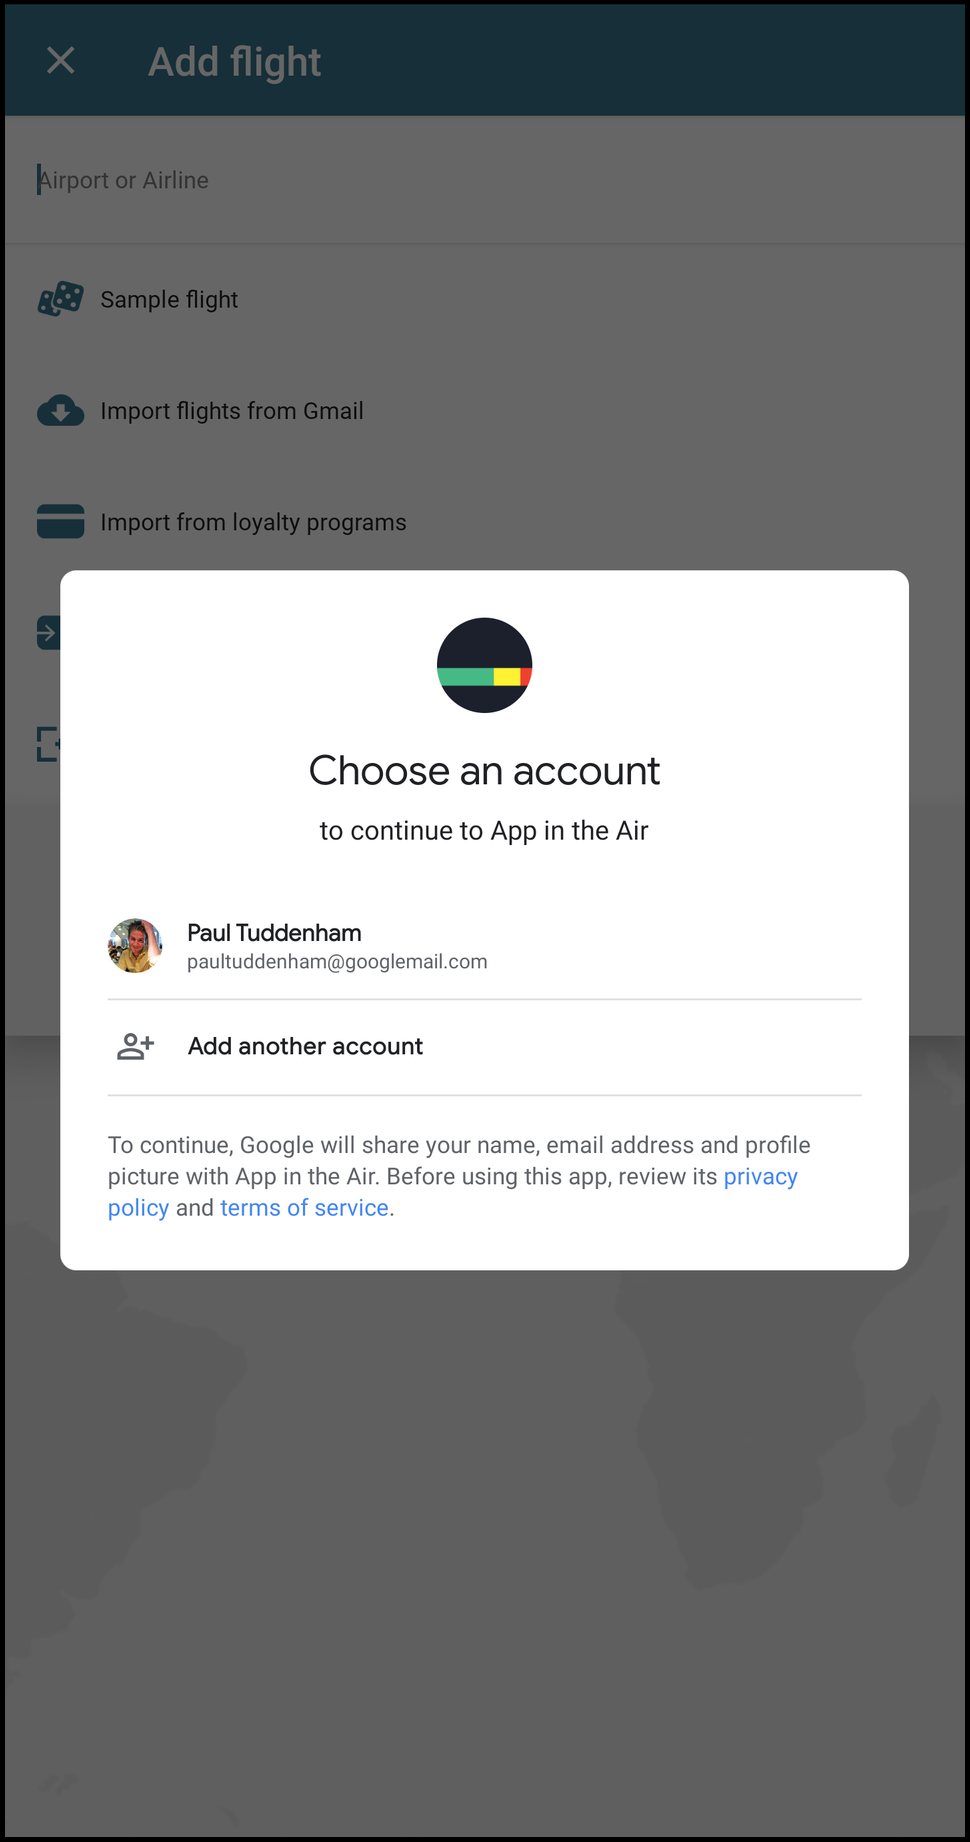 Add flight
Airport or Airline
Sample flight
Import flights from Gmail
Import from loyalty programs
Choose an account
to continue to App in the Air
Paul Tuddenham
paultuddenham@googlemail.com
Add another account
To continue, Google will share your name, email address and profile
picture with App in the Air. Before using this app, review its privacy
policy and terms of service.